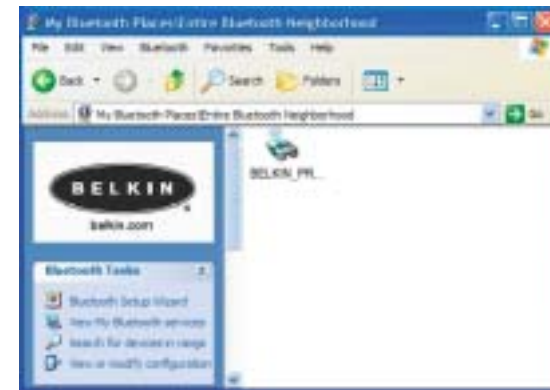 My Bluetooth Places\Entire Bluetooth Neighborhood
File Edit View Bluetooth Favorites Tools Help
Back Search Folders
Address My Bluetooth Places\Entire Bluetooth Neighborhood Go
BELKIN
belkin.com
BELKIN_PR...
Bluetooth Tasks
Bluetooth Setup Wizard
View My Bluetooth services
Search for devices in range
View or modify configuration